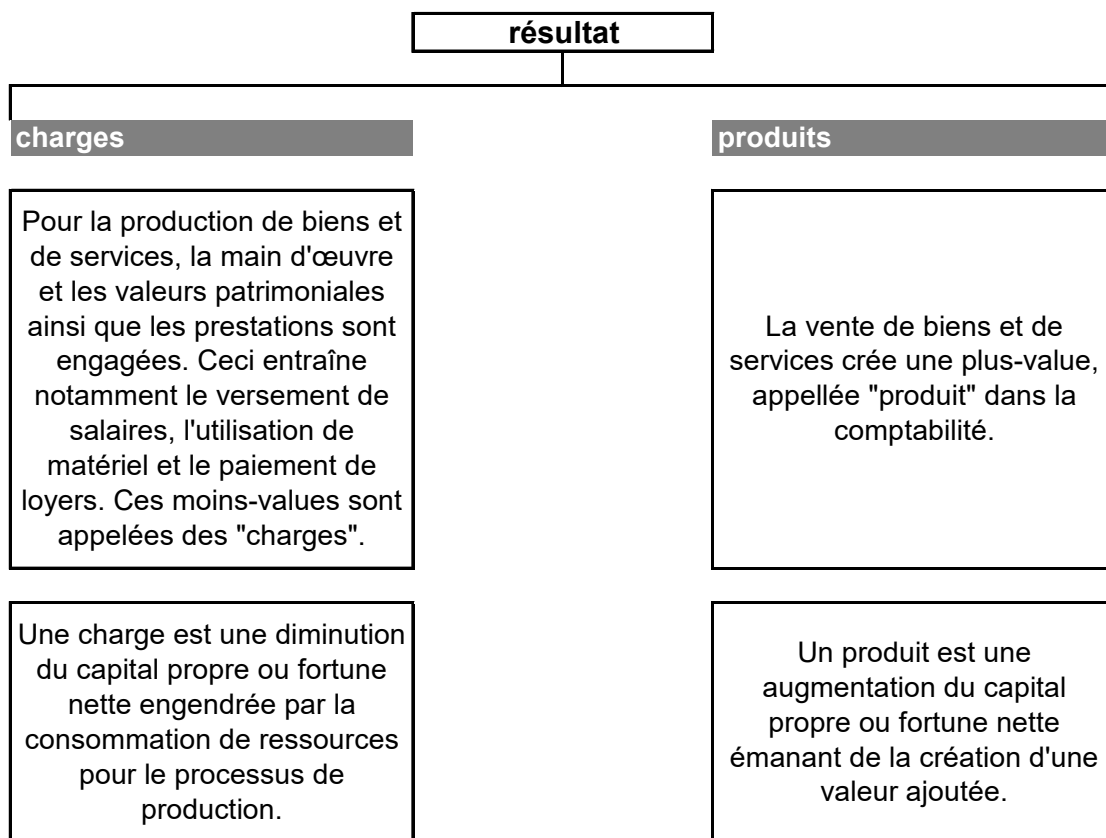 résultat
charges
produits
Pour la production de biens et
de services, la main d'œuvre
et les valeurs patrimoniales
ainsi que les prestations sont
engagées. Ceci entraîne
notamment le versement de
salaires, l'utilisation de
matériel et le paiement de
loyers. Ces moins-values sont
appelées des "charges".
La vente de biens et de
services crée une plus-value,
appellée "produit" dans la
comptabilité.
Une charge est une diminution
du capital propre ou fortune
nette engendrée par la
consommation de ressources
pour le processus de
production.
Un produit est une
augmentation du capital
propre ou fortune nette
émanant de la création d'une
valeur ajoutée.